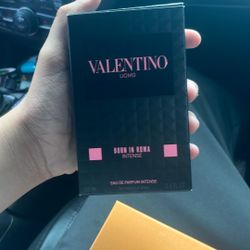 VALENTINO
UOMO
BORN IN ROMA
INTENSE
EAU DE PARFUM INTENSE